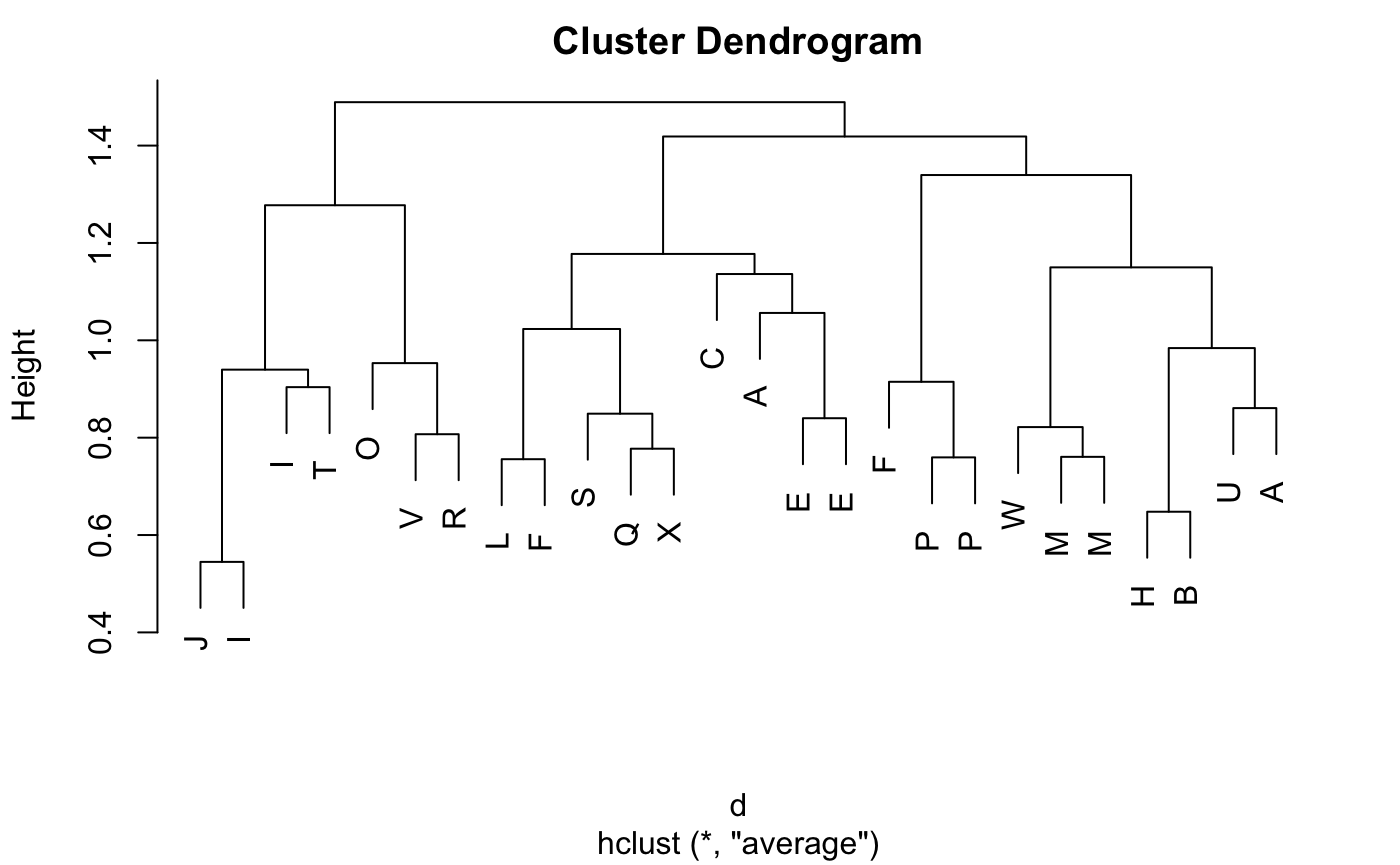 Cluster Dendrogram
Height
1.4
1.2
1.0
0.8
0.6
0.4
J
I
I
T
O
V
R
L
F
S
Q
X
C
A
E
E
F
P
P
W
M
M
H
B
U
A
d
hclust (*, "average")